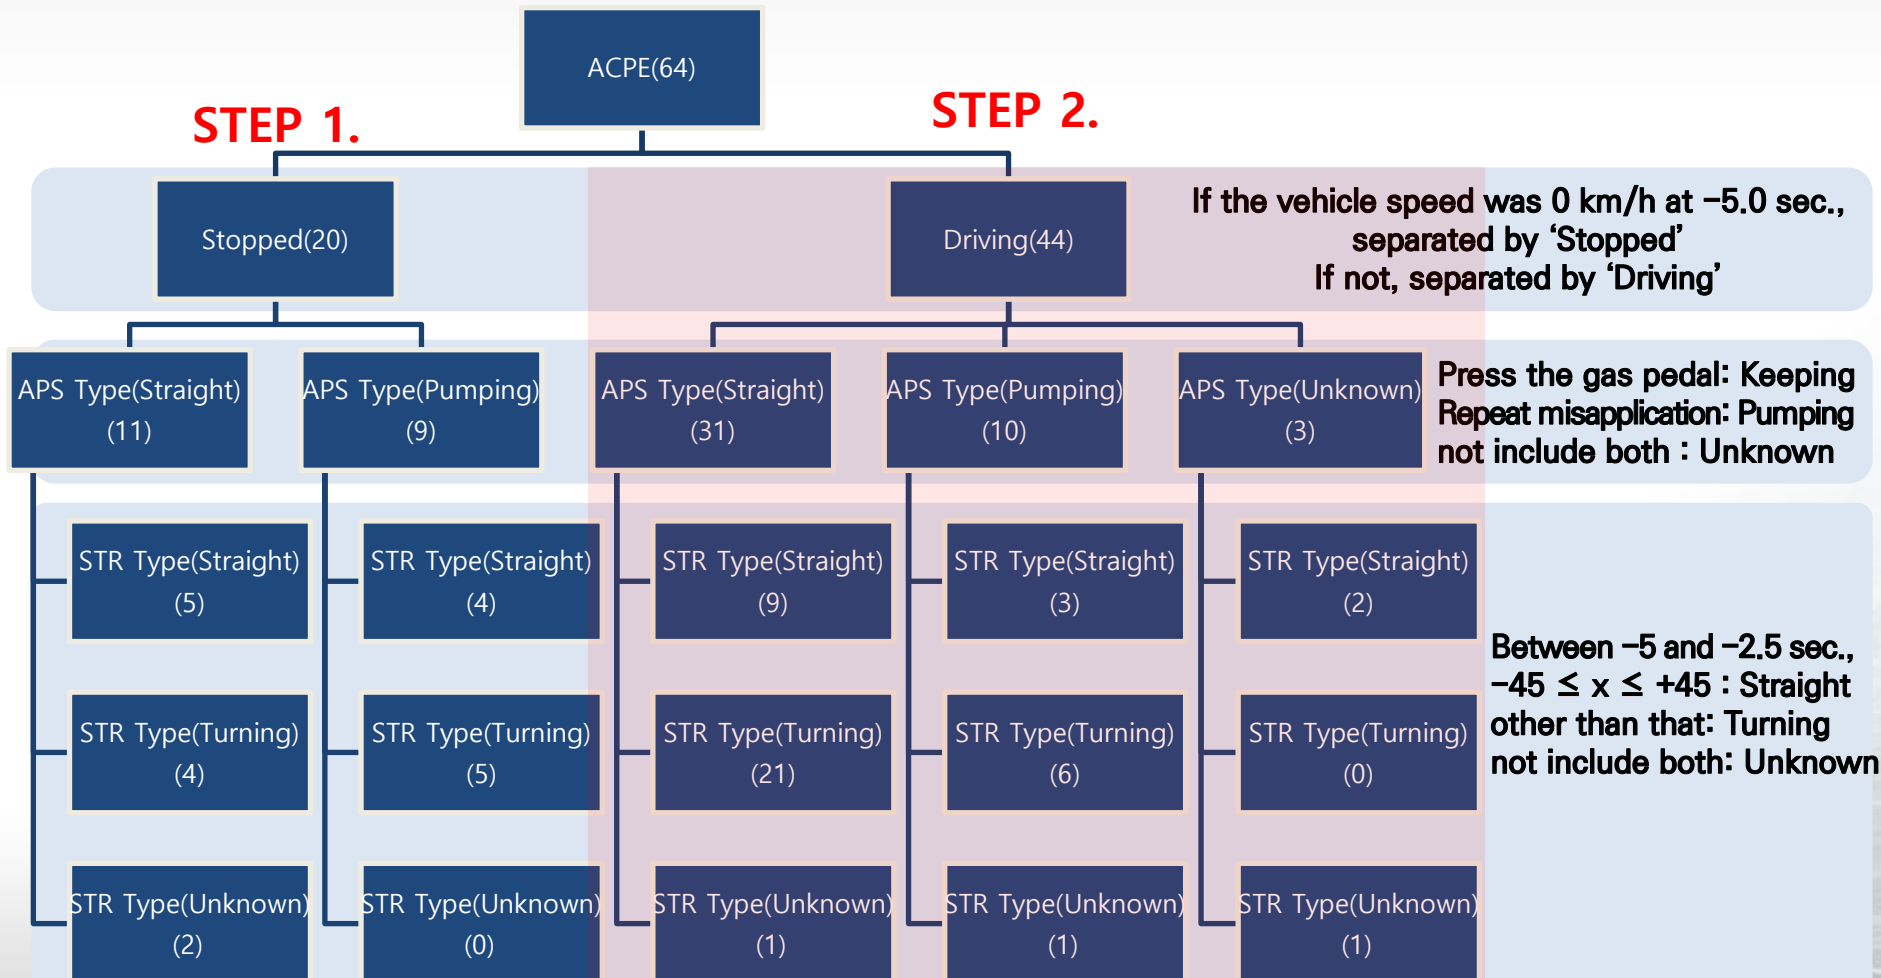 ACPE(64)
STEP 1.
STEP 2.
Stopped(20)
Driving(44)
If the vehicle speed was 0 km/h at -5.0 sec.,
separated by ‘Stopped’
If not, separated by ‘Driving’
APS Type(Straight)
(11)
APS Type(Pumping)
(9)
APS Type(Straight)
(31)
APS Type(Pumping)
(10)
APS Type(Unknown)
(3)
Press the gas pedal: Keeping
Repeat misapplication: Pumping
not include both : Unknown
STR Type(Straight)
(5)
STR Type(Straight)
(4)
STR Type(Straight)
(9)
STR Type(Straight)
(3)
STR Type(Straight)
(2)
STR Type(Turning)
(4)
STR Type(Turning)
(5)
STR Type(Turning)
(21)
STR Type(Turning)
(6)
STR Type(Turning)
(0)
Between -5 and -2.5 sec.,
-45 ≤ x ≤ +45 : Straight
other than that: Turning
not include both: Unknown
STR Type(Unknown)
(2)
STR Type(Unknown)
(0)
STR Type(Unknown)
(1)
STR Type(Unknown)
(1)
STR Type(Unknown)
(1)